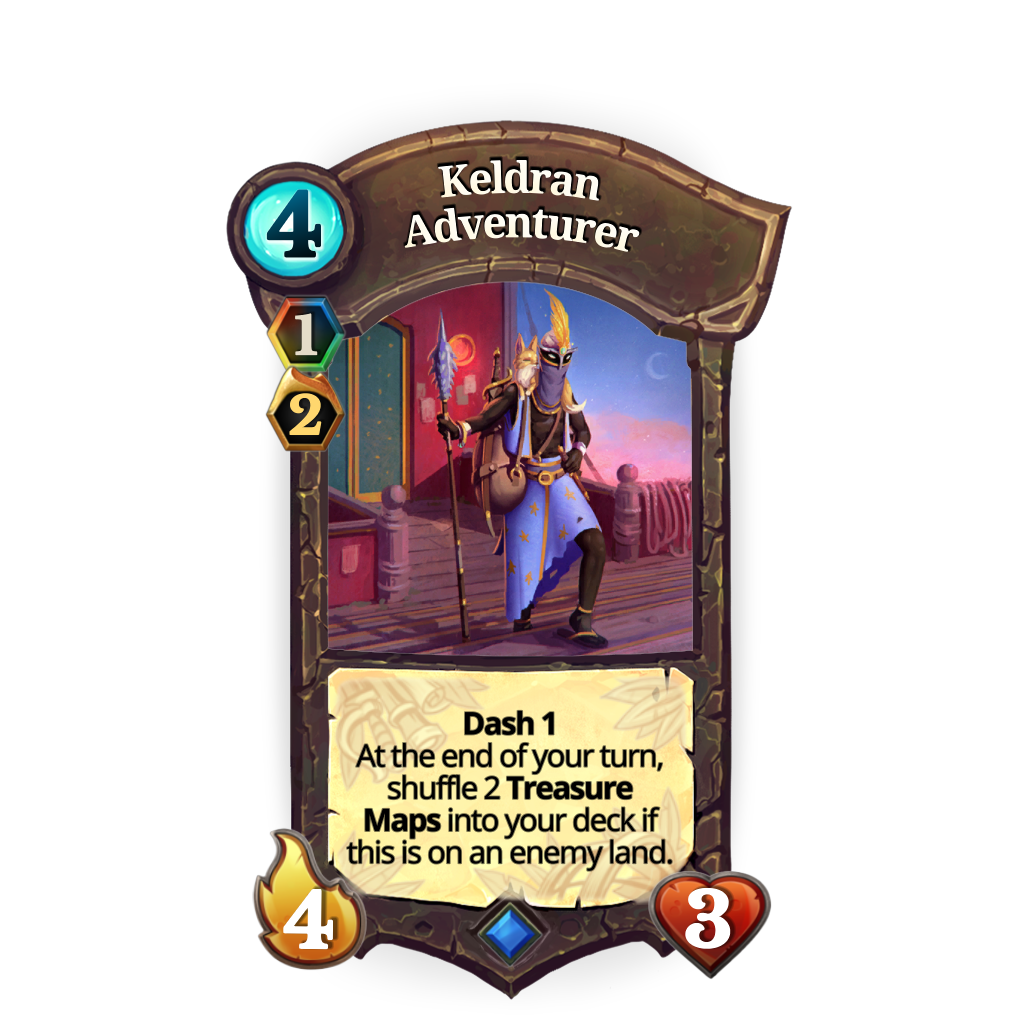 Keldran
Adventurer
4
1
2
Dash 1
At the end of your turn,
shuffle 2 Treasure
Maps into your deck if
this is on an enemy land.
4
3